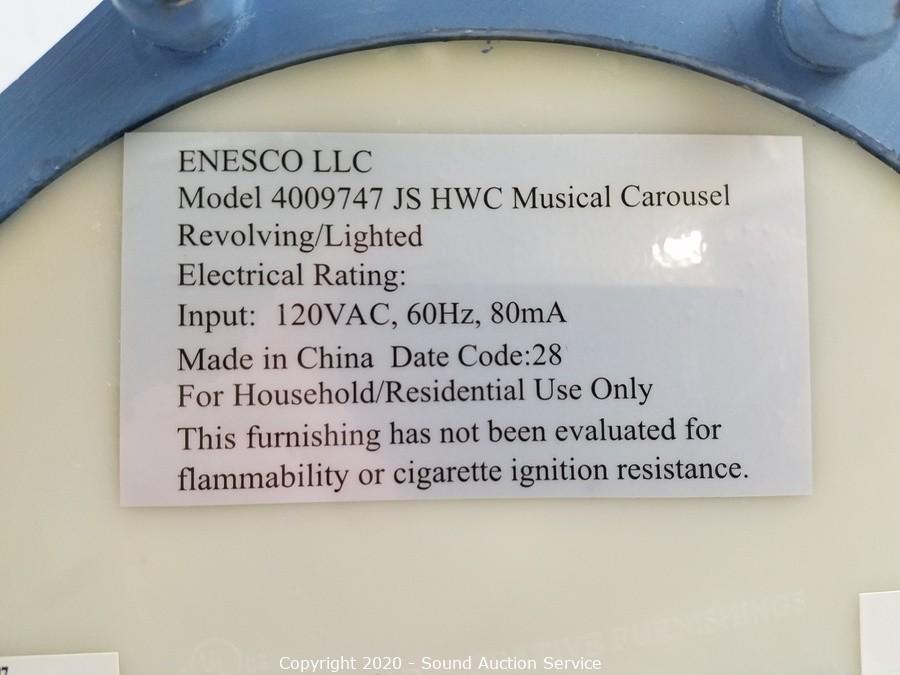 ENESCO LLC
Model 4009747 JS HWC Musical Carousel
Revolving/Lighted
Electrical Rating:
Input: 120VAC, 60Hz, 80mA
Made in China Date Code:28
For Household/Residential Use Only
This furnishing has not been evaluated for
flammability or cigarette ignition resistance.
FURNISHINGS
Copyright 2020 - Sound Auction Service